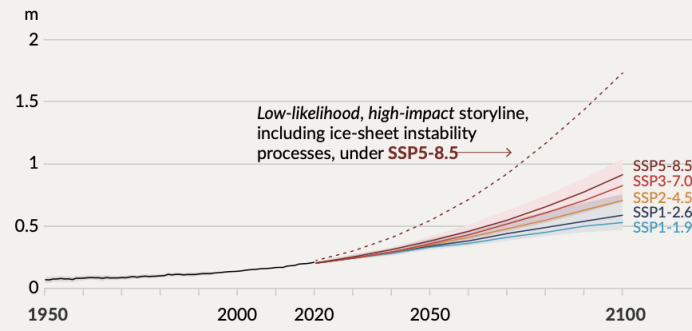 m
2
1.5
Low-likelihood, high-impact storyline,
including ice-sheet instability
processes, under SSP5-8.5
1
SSP5-8.5
SSP3-7.0
SSP2-4.5
SSP1-2.6
SSP1-1.9
0.5
0
1950 2000 2020 2050 2100